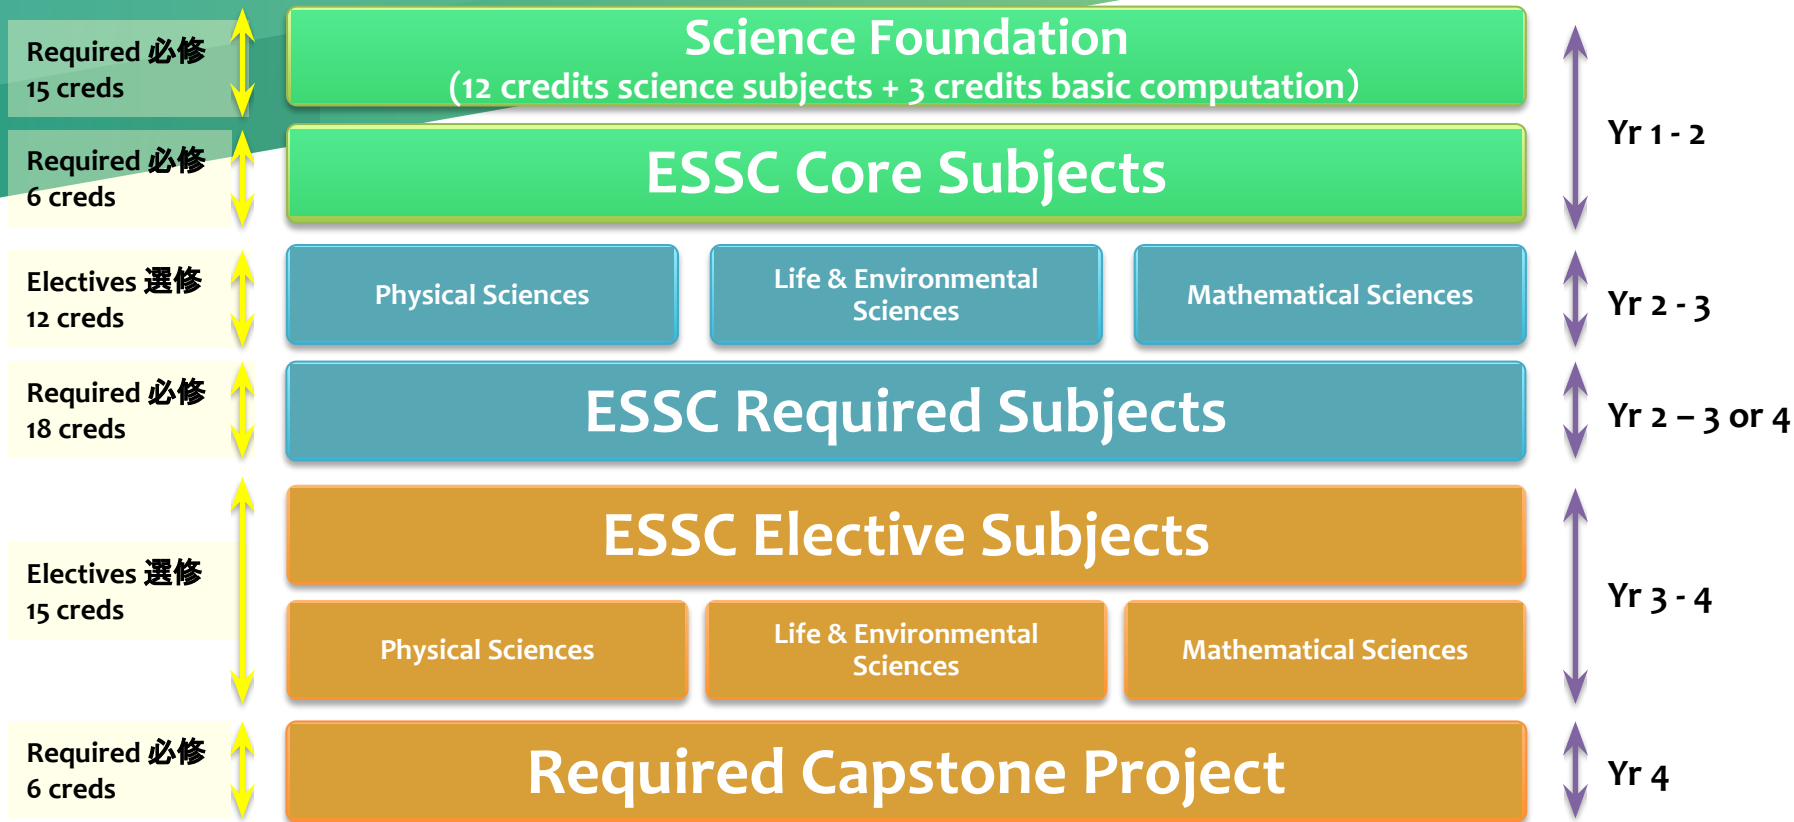 Required 必修
15 creds
Science Foundation
(12 credits science subjects + 3 credits basic computation）
Yr 1 - 2
Required 必修
6 creds
ESSC Core Subjects
Electives 選修
12 creds
Physical Sciences
Life & Environmental
Sciences
Mathematical Sciences
Yr 2 - 3
Required 必修
18 creds
ESSC Required Subjects
Yr 2 – 3 or 4
Electives 選修
15 creds
ESSC Elective Subjects
Physical Sciences
Life & Environmental
Sciences
Mathematical Sciences
Yr 3 - 4
Required 必修
6 creds
Required Capstone Project
Yr 4